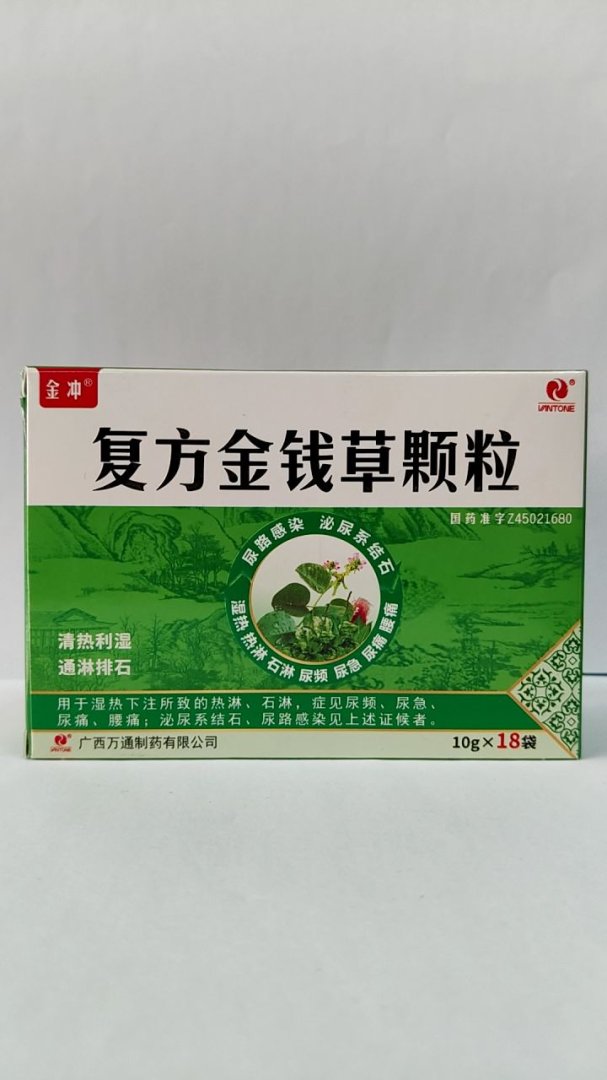 金冲®
VANTONE®
复方金钱草颗粒
国药准字Z45021680
尿路感染 泌尿系结石
湿热 热淋 石淋 尿频 尿急 尿痛 腰痛
清热利湿
通淋排石
用于湿热下注所致的热淋、石淋，症见尿频、尿急、
尿痛、腰痛；泌尿系结石、尿路感染见上述证候者。
VANTONE 广西万通制药有限公司
10g×18袋